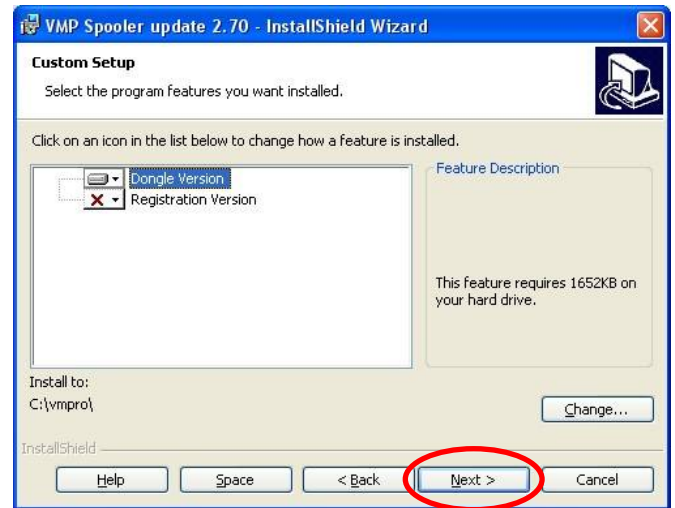 VMP Spooler update 2.70 - InstallShield Wizard
Custom Setup
Select the program features you want installed.
Click on an icon in the list below to change how a feature is installed.
Dongle Version
Registration Version
Feature Description
This feature requires 1652KB on
your hard drive.
Install to:
C:\vmpro\
Change...
InstallShield
Help
Space
< Back
Next >
Cancel